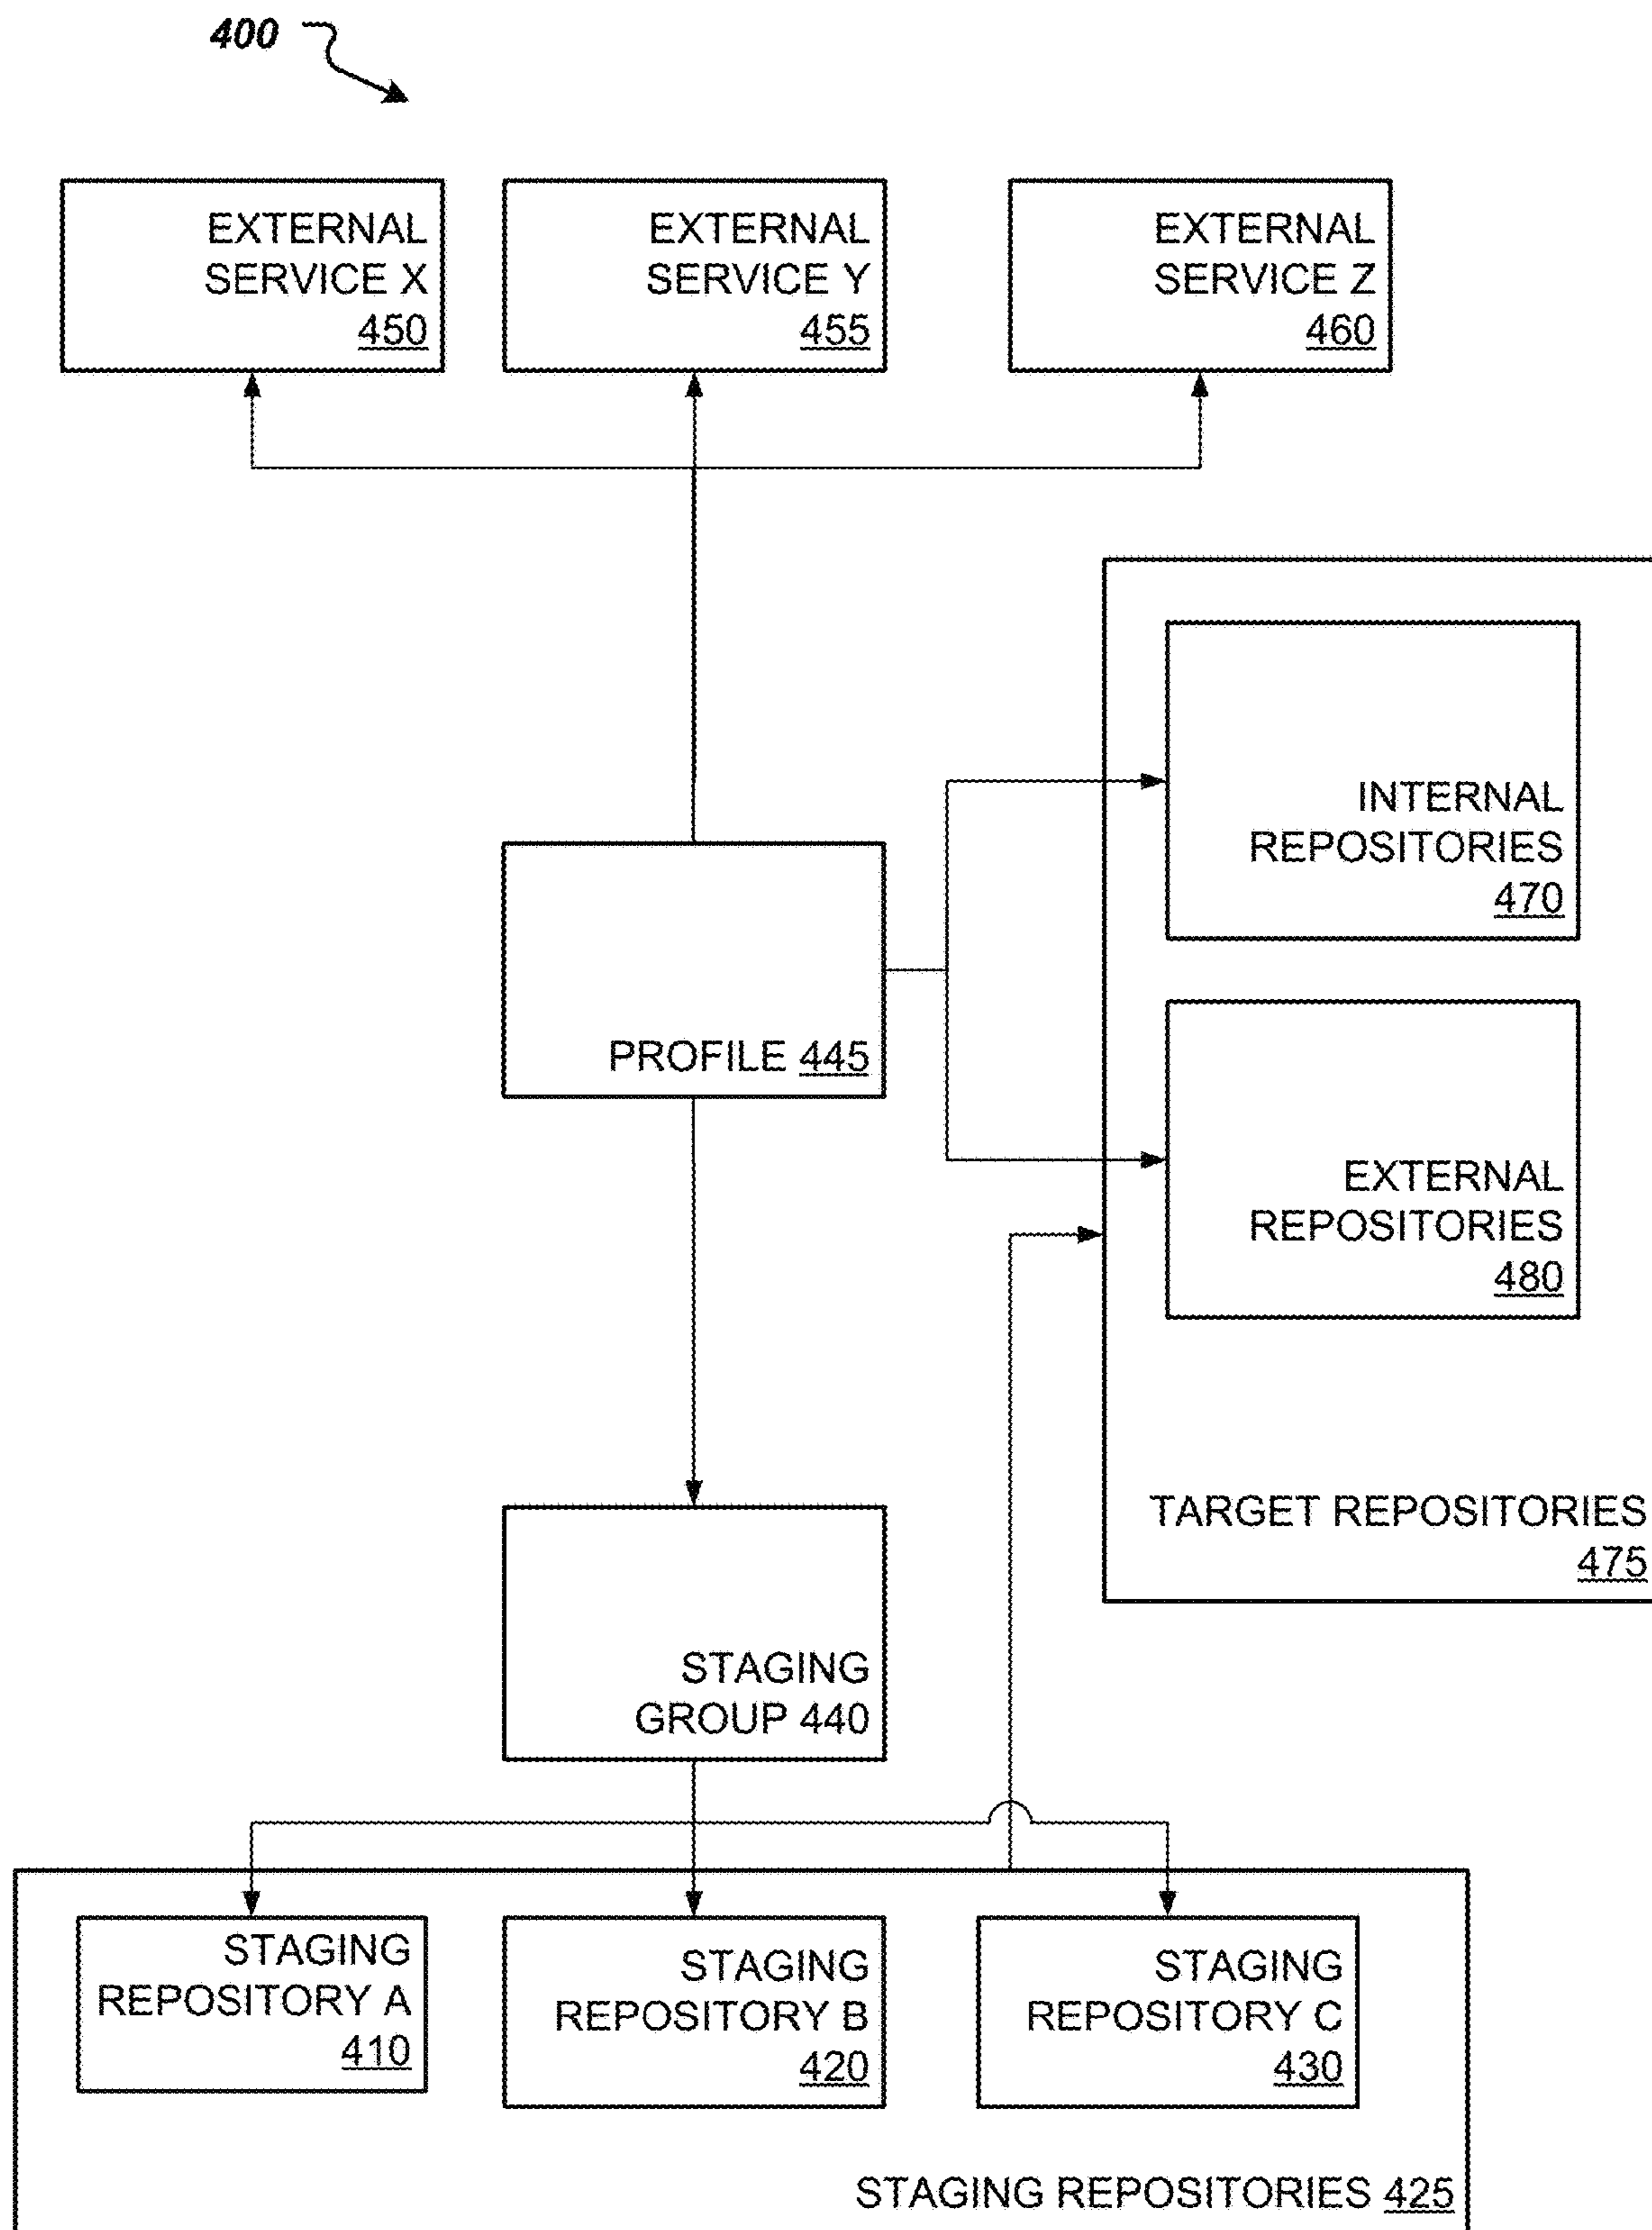 400
EXTERNAL
SERVICE X
450
EXTERNAL
SERVICE Y
455
EXTERNAL
SERVICE Z
460
INTERNAL
REPOSITORIES
470
PROFILE 445
EXTERNAL
REPOSITORIES
480
TARGET REPOSITORIES
475
STAGING
GROUP 440
STAGING
REPOSITORY A
410
STAGING
REPOSITORY B
420
STAGING
REPOSITORY C
430
STAGING REPOSITORIES 425